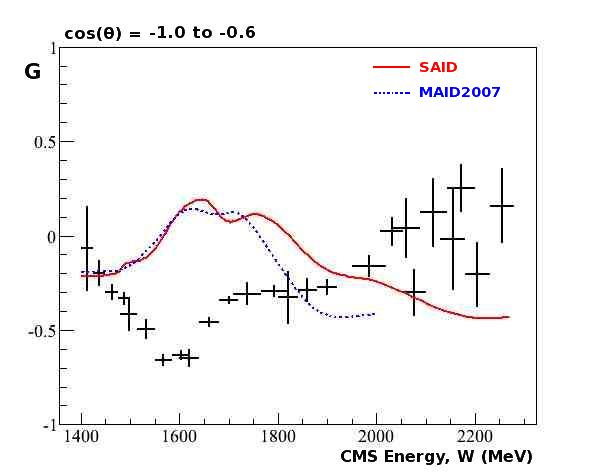 cos(θ) = -1.0 to -0.6
1
G
SAID
MAID2007
0.5
0
-0.5
-1
1400 1600 1800 2000 2200
CMS Energy, W (MeV)